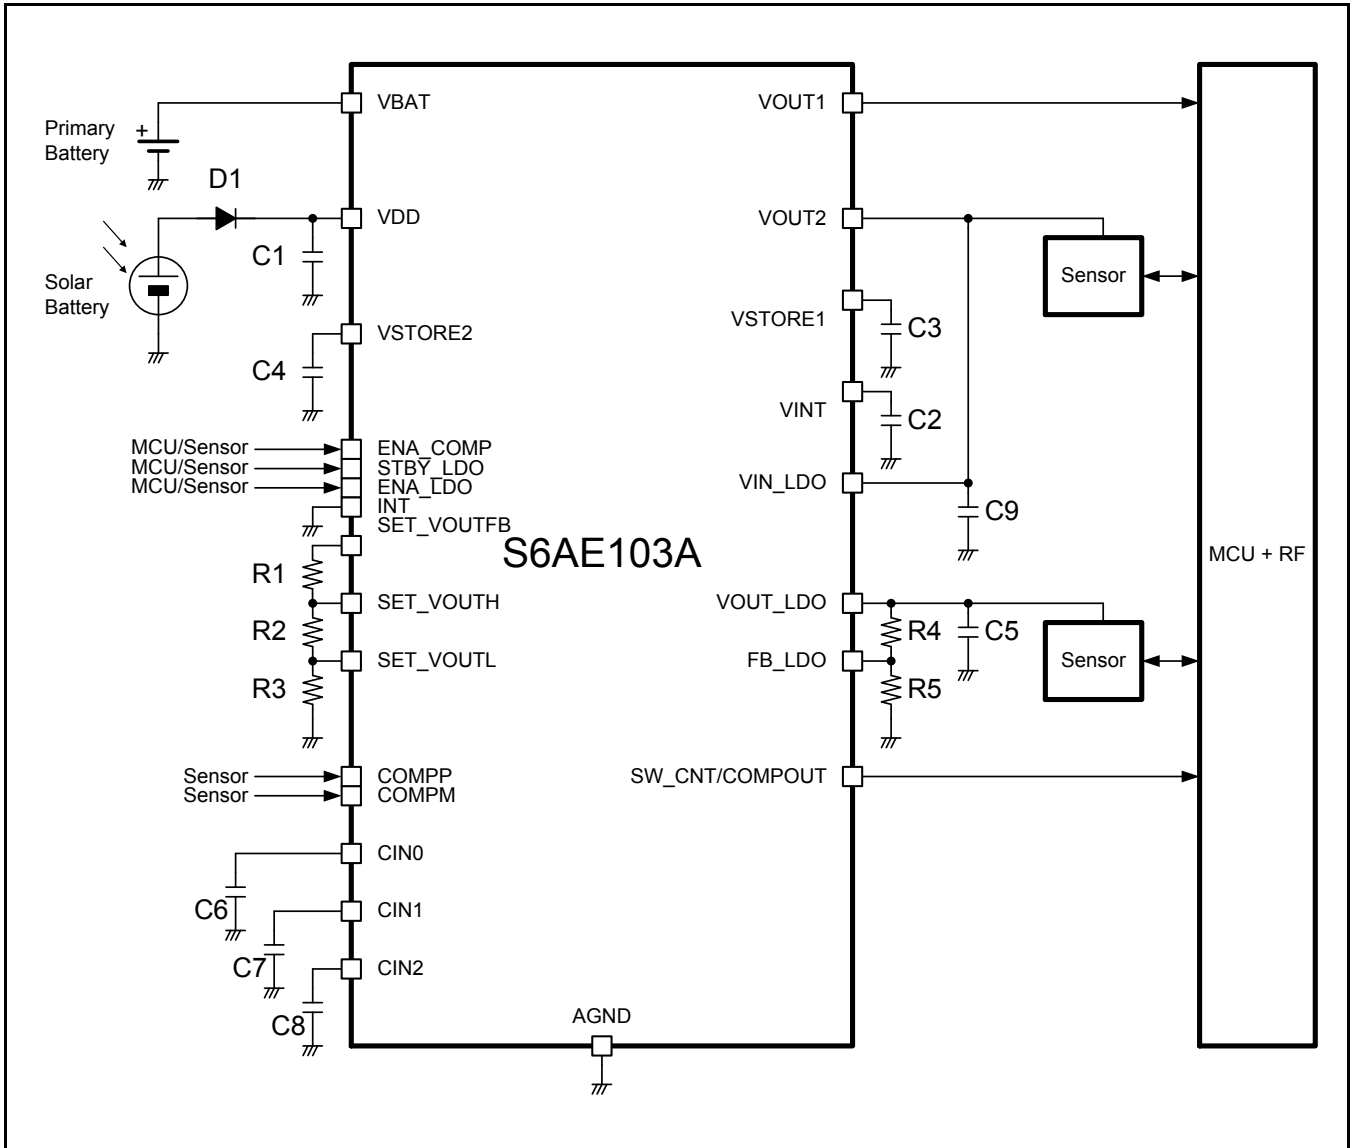 VBAT
VOUT1
Primary
Battery
+
D1
VDD
VOUT2
C1
Solar
Battery
Sensor
VSTORE2
VSTORE1
C3
C4
VINT
C2
MCU/Sensor
ENA_COMP
MCU/Sensor
STBY_LDO
MCU/Sensor
ENA_LDO
INT
SET_VOUTFB
VIN_LDO
C9
S6AE103A
MCU + RF
R1
SET_VOUTH
VOUT_LDO
R2
R4
C5
SET_VOUTL
FB_LDO
Sensor
R3
R5
Sensor
COMPP
SW_CNT/COMPOUT
Sensor
COMPM
CIN0
C6
CIN1
C7
CIN2
C8
AGND